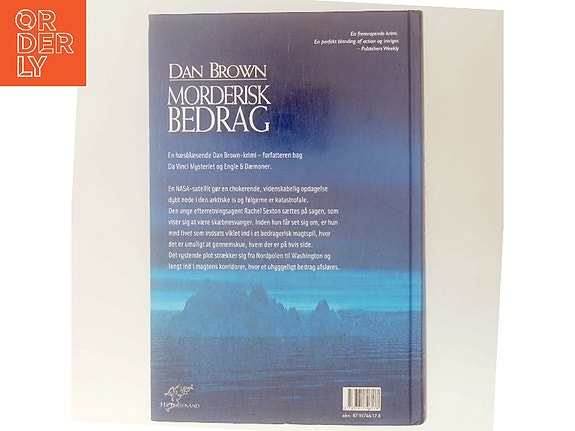 OR
DER
LY
En fremragende krimi.
En perfekt blanding af action og intriger.
– Publishers Weekly
DAN BROWN
MORDERISK
BEDRAG
En hæsblæsende Dan Brown-krimi – forfatteren bag
Da Vinci Mysteriet og Engle & Dæmoner.
En NASA-satellit gør en chokerende, videnskabelig opdagelse
dybt nede i den arktiske is og følgerne er katastrofale.
Den unge efterretningsagent Rachel Sexton sættes på sagen, som
viser sig at være skæbnesvanger. Inden hun får set sig om, er hun
med livet som indsats viklet ind i et bedragerisk magtspil, hvor
det er umuligt at gennemskue, hvem der er på hvis side.
Det rystende plot strækker sig fra Nordpolen til Washington og
langt ind i magtens korridorer, hvor et uhyggeligt bedrag afsløres.